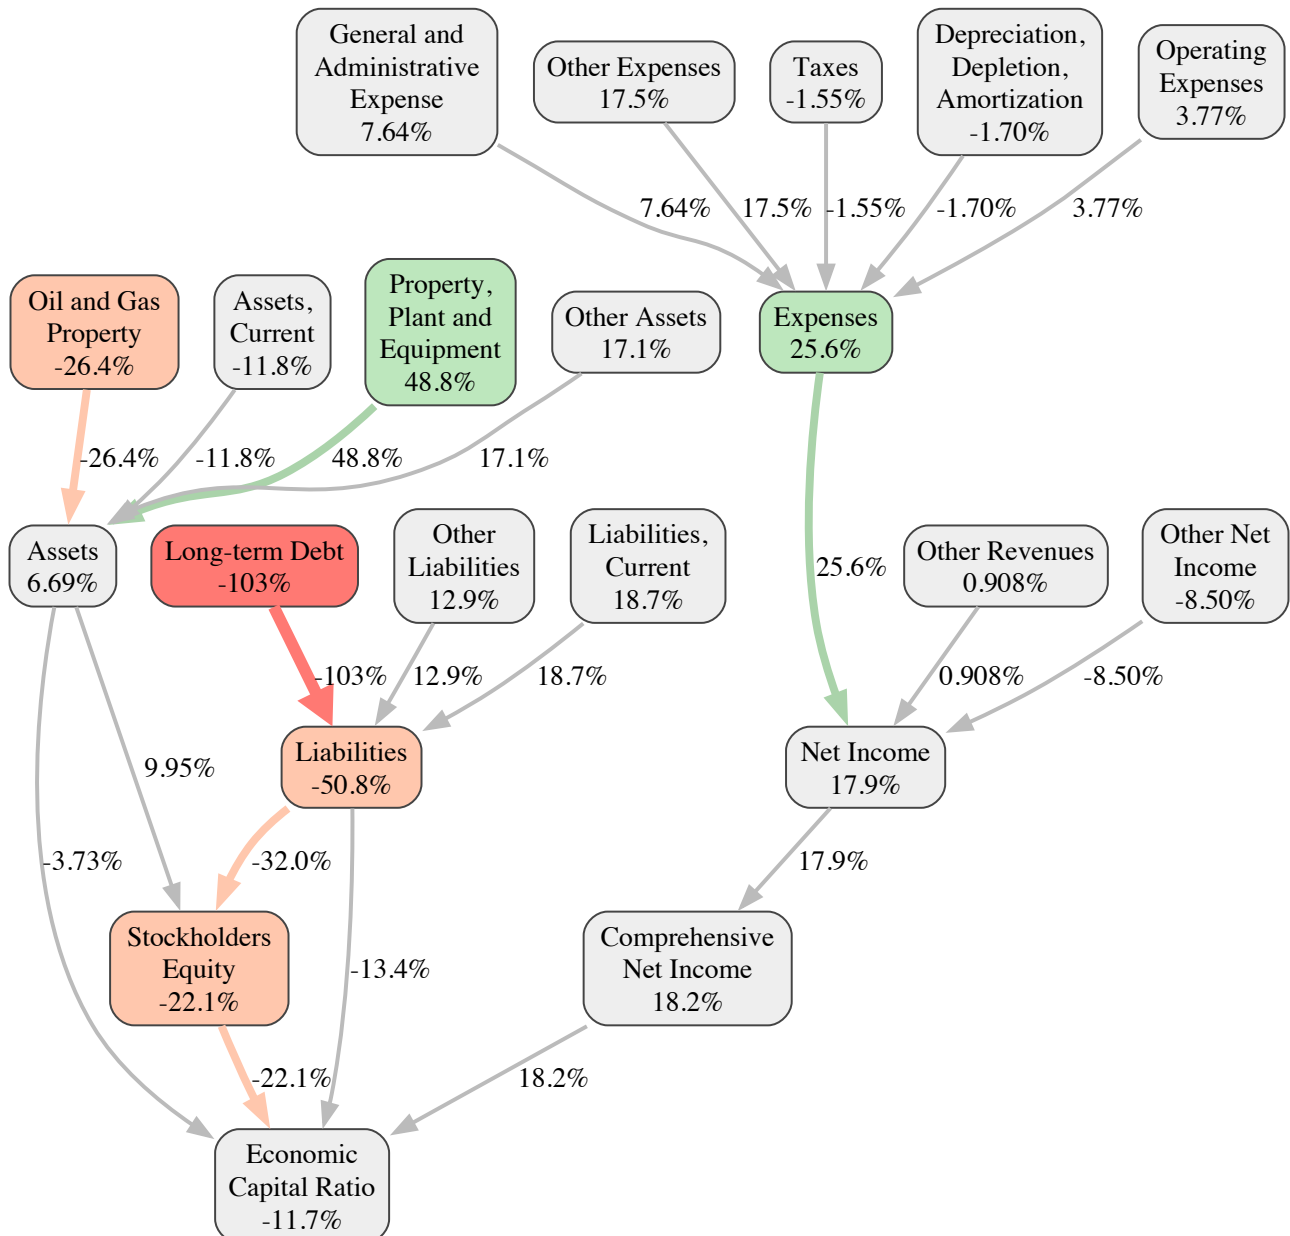 General and
Administrative
Expense
7.64%
Other Expenses
17.5%
Taxes
-1.55%
Depreciation,
Depletion,
Amortization
-1.70%
Operating
Expenses
3.77%
7.64%
17.5%
-1.55%
-1.70%
3.77%
Oil and Gas
Property
-26.4%
Assets,
Current
-11.8%
Property,
Plant and
Equipment
48.8%
Other Assets
17.1%
Expenses
25.6%
-26.4%
-11.8%
48.8%
17.1%
Assets
6.69%
Long-term Debt
-103%
Other
Liabilities
12.9%
Liabilities,
Current
18.7%
25.6%
Other Revenues
0.908%
Other Net
Income
-8.50%
-103%
12.9%
18.7%
0.908%
-8.50%
Liabilities
-50.8%
Net Income
17.9%
9.95%
-3.73%
-32.0%
17.9%
Stockholders
Equity
-22.1%
-13.4%
Comprehensive
Net Income
18.2%
-22.1%
18.2%
Economic
Capital Ratio
-11.7%